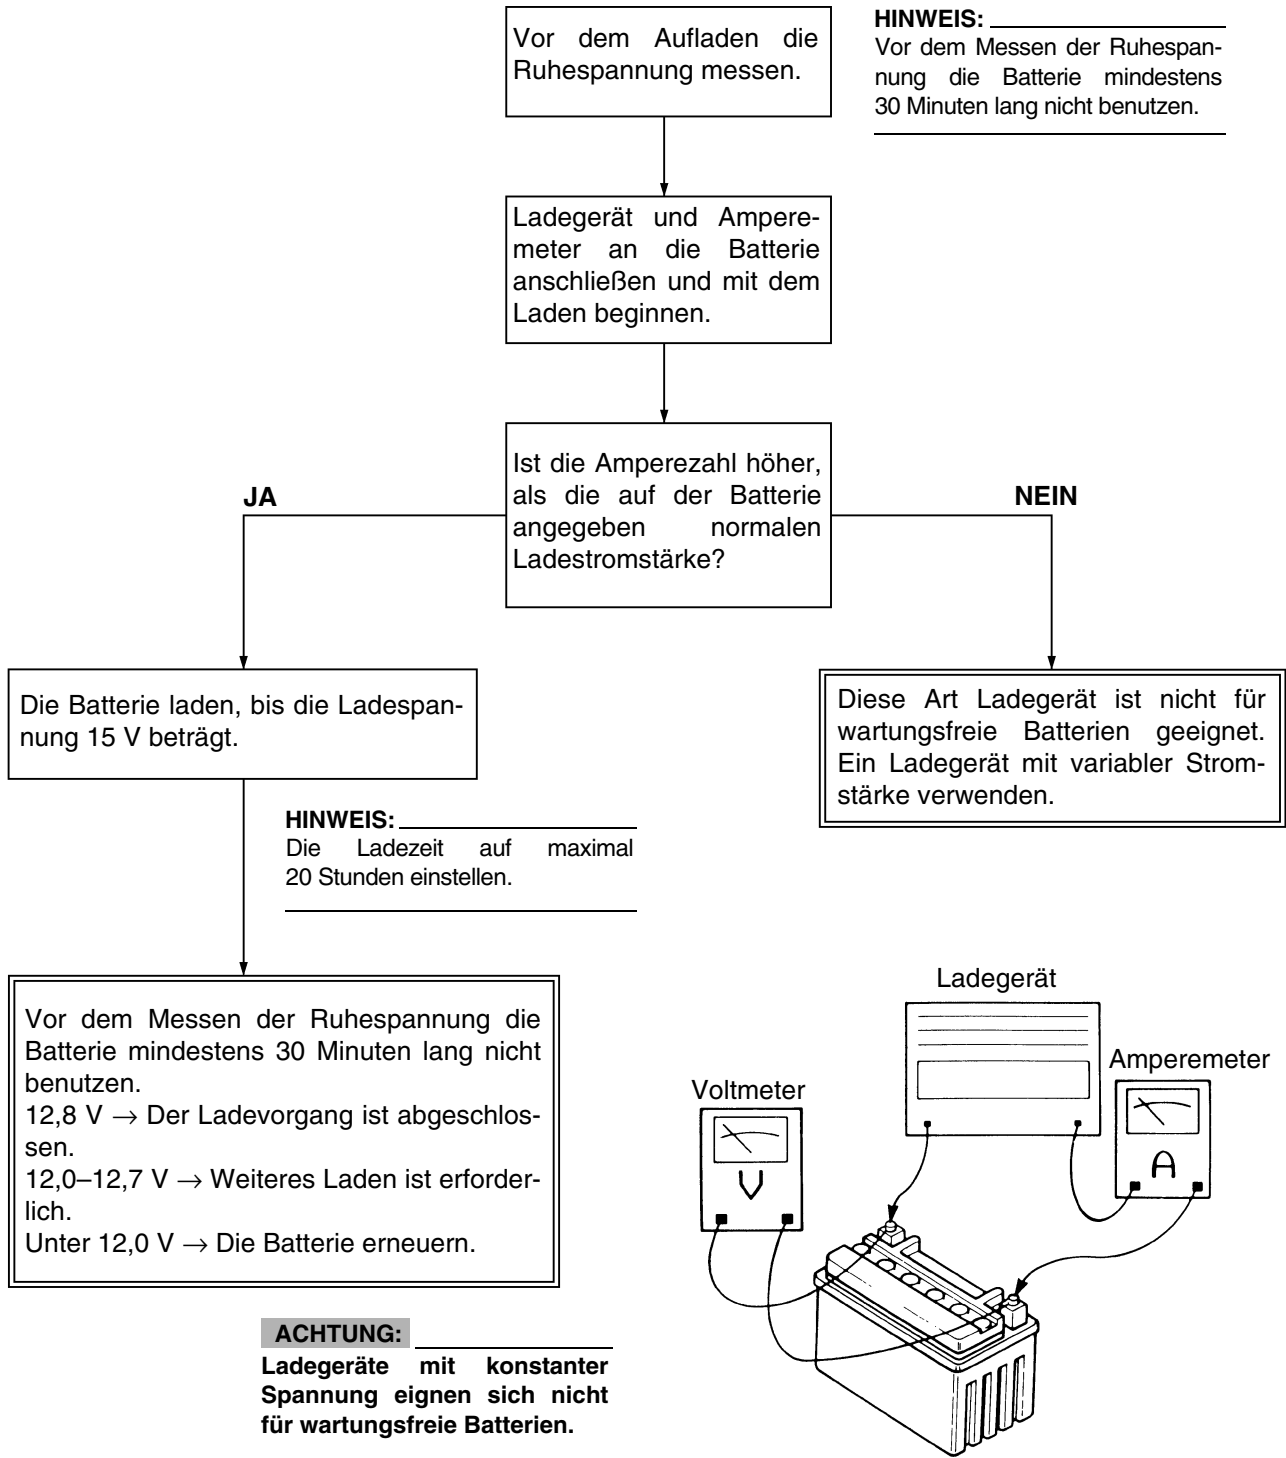 Vor dem Aufladen die
Ruhespannung messen.
HINWEIS:
Vor dem Messen der Ruhespan-
nung die Batterie mindestens
30 Minuten lang nicht benutzen.
Ladegerät und Ampere-
meter an die Batterie
anschließen und mit dem
Laden beginnen.
Ist die Amperezahl höher,
als die auf der Batterie
angegeben normalen
Ladestromstärke?
JA
NEIN
Die Batterie laden, bis die Ladespan-
nung 15 V beträgt.
Diese Art Ladegerät ist nicht für
wartungsfreie Batterien geeignet.
Ein Ladegerät mit variabler Strom-
stärke verwenden.
HINWEIS:
Die Ladezeit auf maximal
20 Stunden einstellen.
Vor dem Messen der Ruhespannung die
Batterie mindestens 30 Minuten lang nicht
benutzen.
12,8 V → Der Ladevorgang ist abgeschlos-
sen.
12,0–12,7 V → Weiteres Laden ist erforder-
lich.
Unter 12,0 V → Die Batterie erneuern.
Ladegerät
Amperemeter
Voltmeter
V
A
ACHTUNG:
Ladegeräte mit konstanter
Spannung eignen sich nicht
für wartungsfreie Batterien.